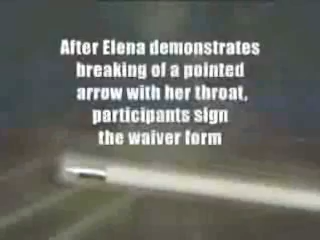 After Elena demonstrates
breaking of a pointed
arrow with her throat,
participants sign
the waiver form